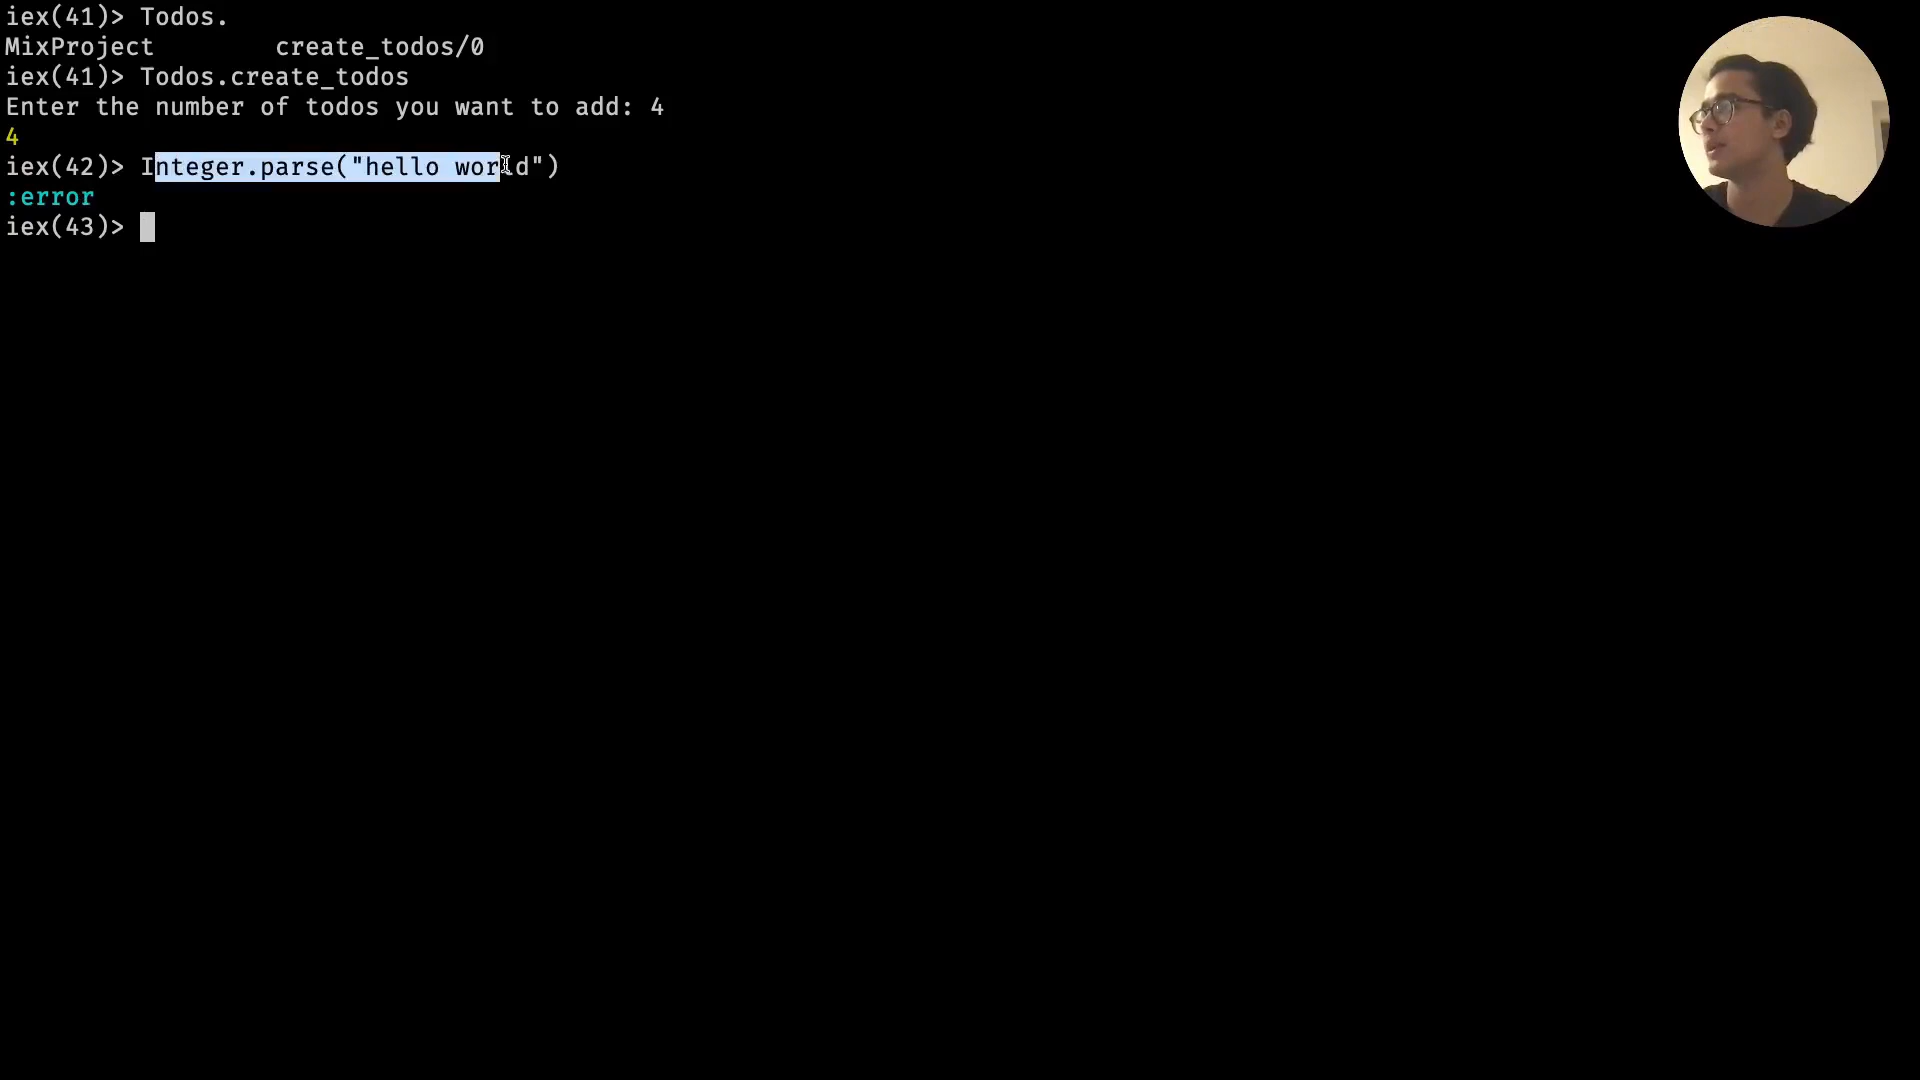 iex(41)> Todos.
MixProject        create_todos/0
iex(41)> Todos.create_todos
Enter the number of todos you want to add: 4
4
iex(42)> Integer.parse("hello world")
:error
iex(43)>